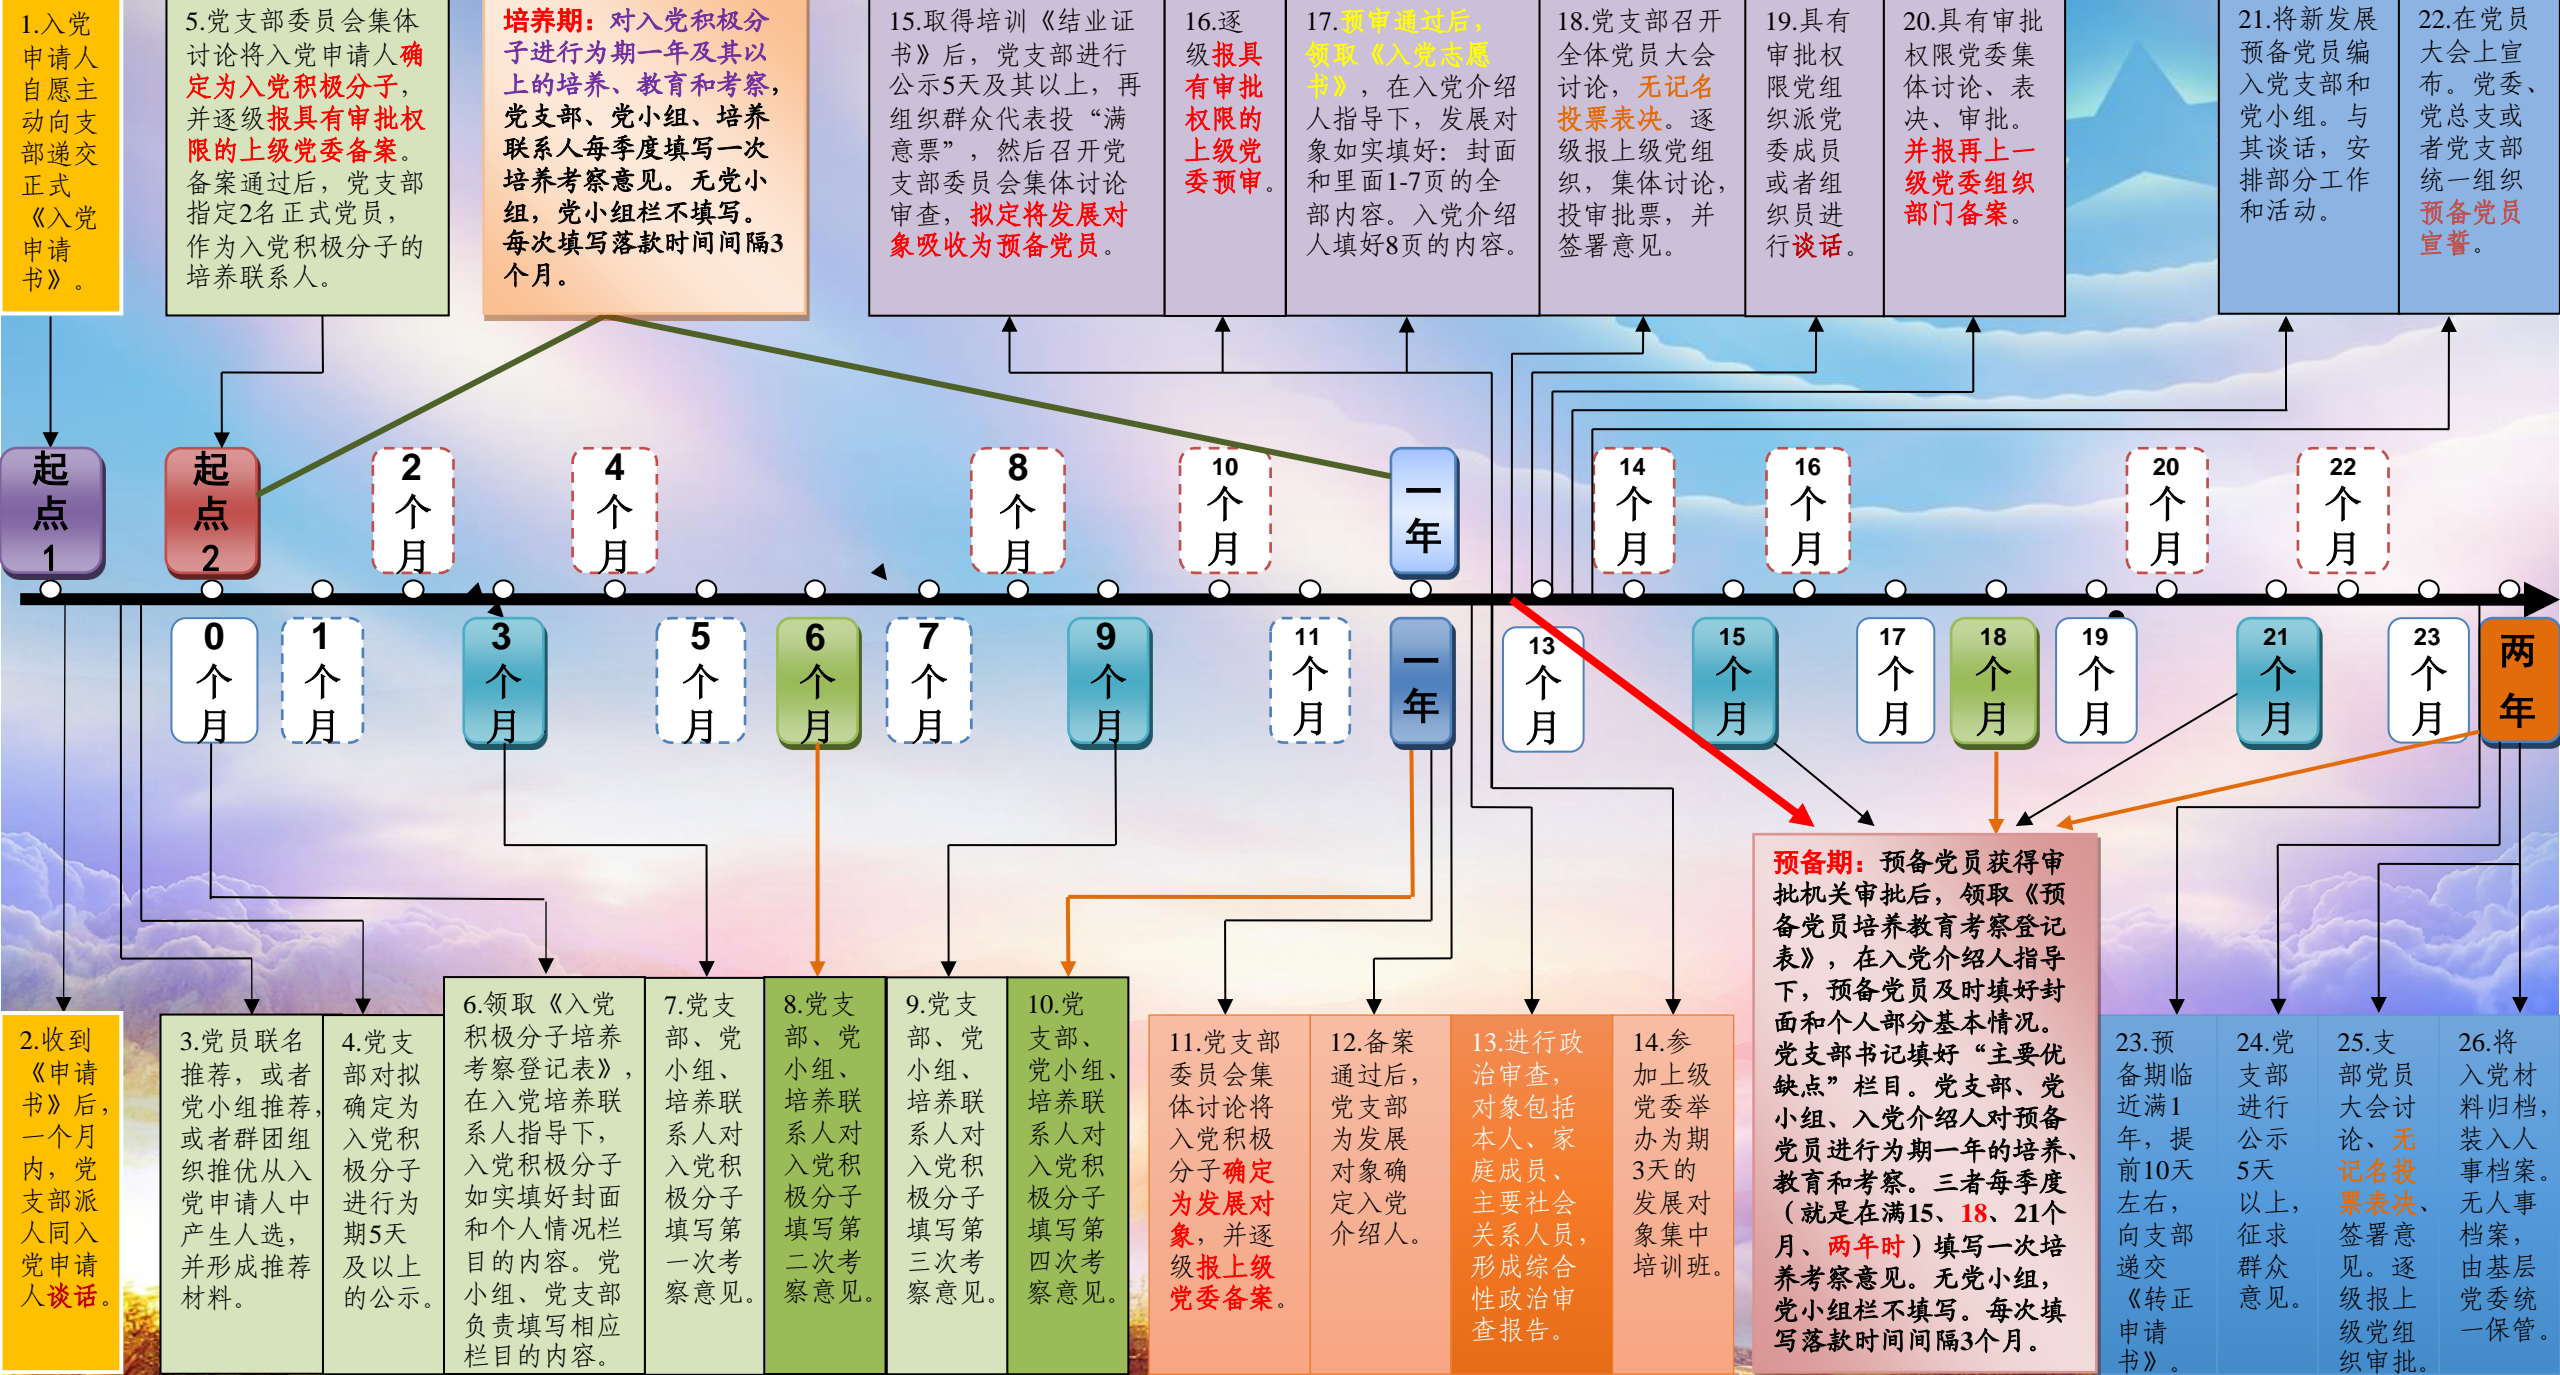 1.入党
申请人
自愿主
动向支
部递交
正式
《入党
申请
书》。
5.党支部委员会集体
讨论将入党申请人确
定为入党积极分子，
并逐级报具有审批权
限的上级党委备案。
备案通过后，党支部
指定2名正式党员，
作为入党积极分子的
培养联系人。
培养期：对入党积极分
子进行为期一年及其以
上的培养、教育和考察，
党支部、党小组、培养
联系人每季度填写一次
培养考察意见。无党小
组，党小组栏不填写。
每次填写落款时间间隔3
个月。
15.取得培训《结业证
书》后，党支部进行
公示5天及其以上，再
组织群众代表投“满
意票”，然后召开党
支部委员会集体讨论
审查，拟定将发展对
象吸收为预备党员。
16.逐
级报具
有审批
权限的
上级党
委预审。
17.预审通过后，
领取《入党志愿
书》，在入党介绍
人指导下，发展对
象如实填好：封面
和里面1-7页的全
部内容。入党介绍
人填好8页的内容。
18.党支部召开
全体党员大会
讨论，无记名
投票表决。逐
级报上级党组
织，集体讨论，
投审批票，并
签署意见。
19.具有
审批权
限党组
织派党
委成员
或者组
织员进
行谈话。
20.具有审批
权限党委集
体讨论、表
决、审批。
并报再上一
级党委组织
部门备案。
21.将新发展
预备党员编
入党支部和
党小组。与
其谈话，安
排部分工作
和活动。
22.在党员
大会上宣
布。党委、
党总支或
者党支部
统一组织
预备党员
宣誓。
起
点
1
起
点
2
2
个
月
4
个
月
8
个
月
10
个
月
一
年
14
个
月
16
个
月
20
个
月
22
个
月
0
个
月
1
个
月
3
个
月
5
个
月
6
个
月
7
个
月
9
个
月
11
个
月
一
年
13
个
月
15
个
月
17
个
月
18
个
月
19
个
月
21
个
月
23
个
月
两
年
2.收到
《申请
书》后，
一个月
内，党
支部派
人同入
党申请
人谈话。
3.党员联名
推荐，或者
党小组推荐，
或者群团组
织推优从入
党申请人中
产生人选，
并形成推荐
材料。
4.党支
部对拟
确定为
入党积
极分子
进行为
期5天
及以上
的公示。
6.领取《入党
积极分子培养
考察登记表》，
在入党培养联
系人指导下，
入党积极分子
如实填好封面
和个人情况栏
目的内容。党
小组、党支部
负责填写相应
栏目的内容。
7.党支
部、党
小组、
培养联
系人对
入党积
极分子
填写第
一次考
察意见。
8.党支
部、党
小组、
培养联
系人对
入党积
极分子
填写第
二次考
察意见。
9.党支
部、党
小组、
培养联
系人对
入党积
极分子
填写第
三次考
察意见。
10.党
支部、
党小组、
培养联
系人对
入党积
极分子
填写第
四次考
察意见。
11.党支部
委员会集
体讨论将
入党积极
分子确定
为发展对
象，并逐
级报上级
党委备案。
12.备案
通过后，
党支部
为发展
对象确
定入党
介绍人。
13.进行政
治审查，
对象包括
本人、家
庭成员、
主要社会
关系人员，
形成综合
性政治审
查报告。
14.参
加上级
党委举
办为期
3天的
发展对
象集中
培训班。
预备期：预备党员获得审
批机关审批后，领取《预
备党员培养教育考察登记
表》，在入党介绍人指导
下，预备党员及时填好封
面和个人部分基本情况。
党支部书记填好“主要优
缺点”栏目。党支部、党
小组、入党介绍人对预备
党员进行为期一年的培养、
教育和考察。三者每季度
（就是在满15、18、21个
月、两年时）填写一次培
养考察意见。无党小组，
党小组栏不填写。每次填
写落款时间间隔3个月。
23.预
备期临
近满1
年，提
前10天
左右，
向支部
递交
《转正
申请
书》。
24.党
支部
进行
公示
5天
以上，
征求
群众
意见。
25.支
部党员
大会讨
论、无
记名投
票表决、
签署意
见。逐
级报上
级党组
织审批。
26.将
入党材
料归档，
装入人
事档案。
无人事
档案，
由基层
党委统
一保管。